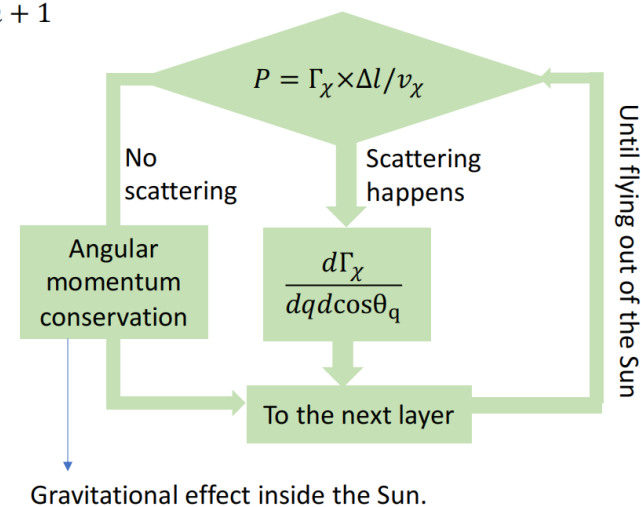 + 1
P = Γχ×Δl/vχ
No
scattering
Scattering
happens
Until flying out of the Sun
Angular
momentum
conservation
dΓχ
dqdcosθq
To the next layer
Gravitational effect inside the Sun.